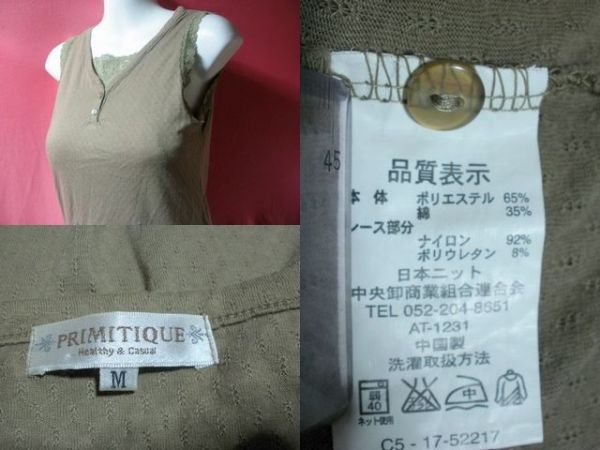 PRIMITIQUE
Healthy & Casual
M
45
品質表示
本体 ポリエステル 65%
綿 35%
レース部分
ナイロン 92%
ポリウレタン 8%
日本ニット
中央卸商業組合連合会
TEL 052-204-8651
AT-1231
中国製
洗濯取扱方法
弱
40
中
ネット使用
C5-17-52217